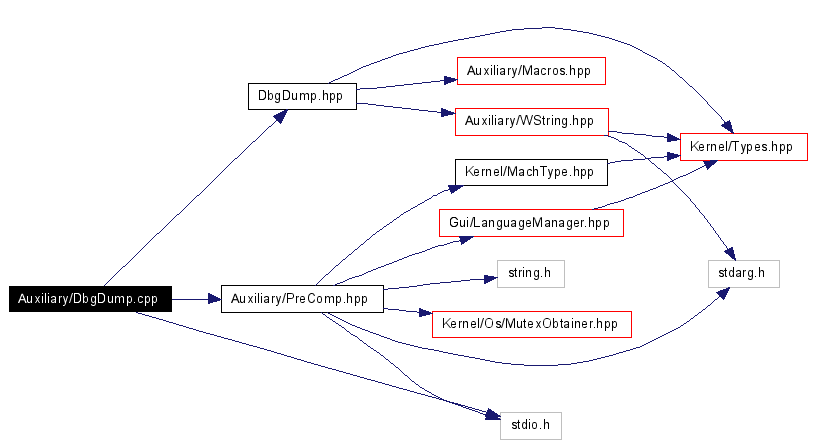 Auxiliary/Macros.hpp
DbgDump.hpp
Auxiliary/WString.hpp
Kernel/Types.hpp
Kernel/MachType.hpp
Gui/LanguageManager.hpp
string.h
stdarg.h
Auxiliary/DbgDump.cpp
Auxiliary/PreComp.hpp
Kernel/Os/MutexObtainer.hpp
stdio.h